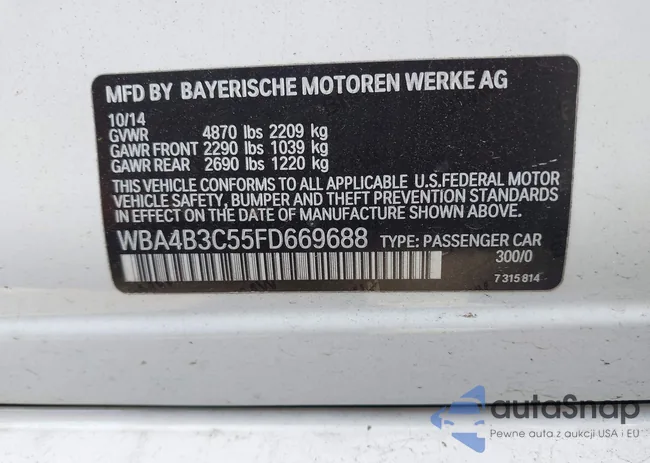 MFD BY BAYERISCHE MOTOREN WERKE AG
10/14
GVWR 4870 lbs 2209 kg
GAWR FRONT 2290 lbs 1039 kg
GAWR REAR 2690 lbs 1220 kg
THIS VEHICLE CONFORMS TO ALL APPLICABLE U.S.FEDERAL MOTOR
VEHICLE SAFETY, BUMPER AND THEFT PREVENTION STANDARDS
IN EFFECT ON THE DATE OF MANUFACTURE SHOWN ABOVE.
WBA4B3C55FD669688 TYPE: PASSENGER CAR
300/0
7 315 814
autoSnap
Pewne auta z aukcji USA i EU